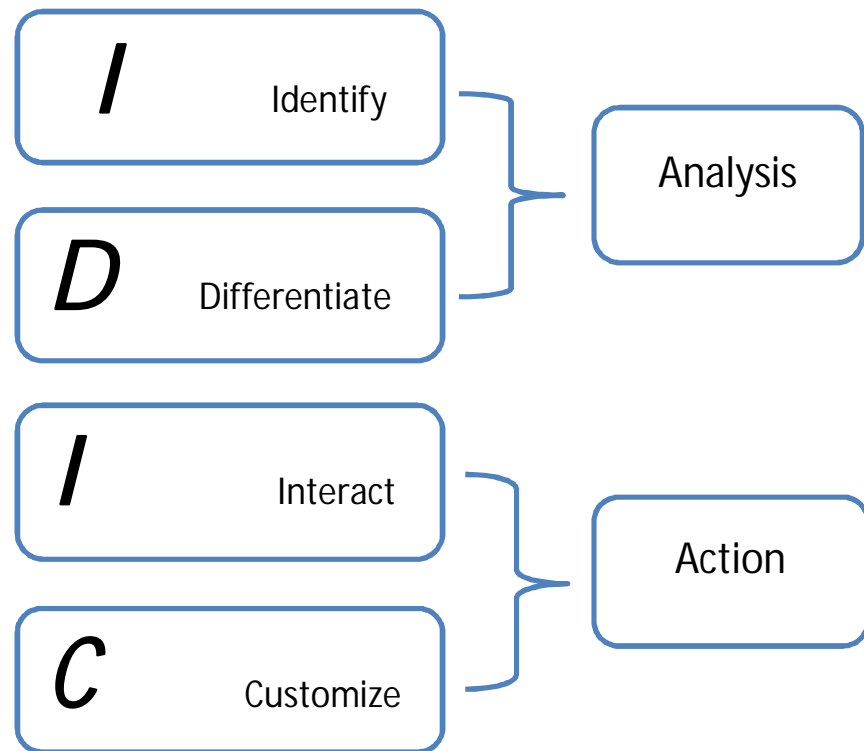 I Identify
D Differentiate
Analysis
I Interact
C Customize
Action